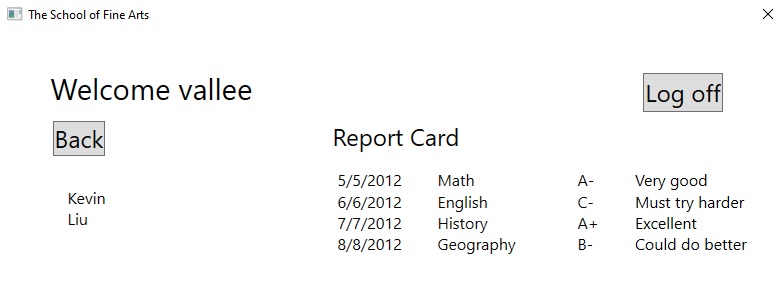 The School of Fine Arts
Welcome vallee
Log off
Back
Report Card
Kevin
Liu
5/5/2012 Math A- Very good
6/6/2012 English C- Must try harder
7/7/2012 History A+ Excellent
8/8/2012 Geography B- Could do better